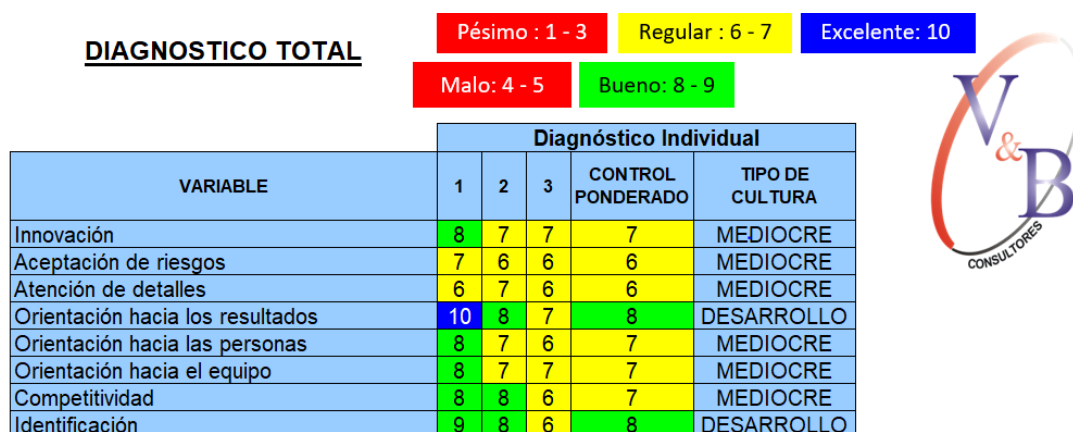 DIAGNOSTICO TOTAL
Pésimo : 1 - 3 Regular : 6 - 7 Excelente: 10
Malo: 4 - 5 Bueno: 8 - 9
Diagnóstico Individual
VARIABLE 1 2 3 CONTROL PONDERADO TIPO DE CULTURA
Innovación 8 7 7 7 MEDIOCRE
Aceptación de riesgos 7 6 6 6 MEDIOCRE
Atención de detalles 6 7 6 6 MEDIOCRE
Orientación hacia los resultados 10 8 7 8 DESARROLLO
Orientación hacia las personas 8 7 6 7 MEDIOCRE
Orientación hacia el equipo 8 7 7 7 MEDIOCRE
Competitividad 8 8 6 7 MEDIOCRE
Identificación 9 8 6 8 DESARROLLO
V&B
CONSULTORES